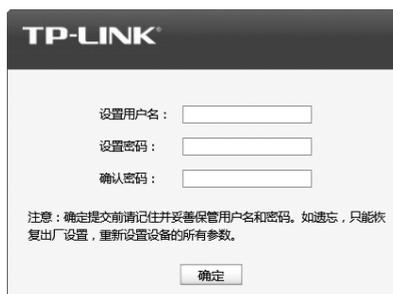 TP-LINK®
设置用户名：
设置密码：
确认密码：
注意：确定提交前请记住并妥善保管用户名和密码。如遗忘，只能恢
复出厂设置，重新设置设备的所有参数。
确定